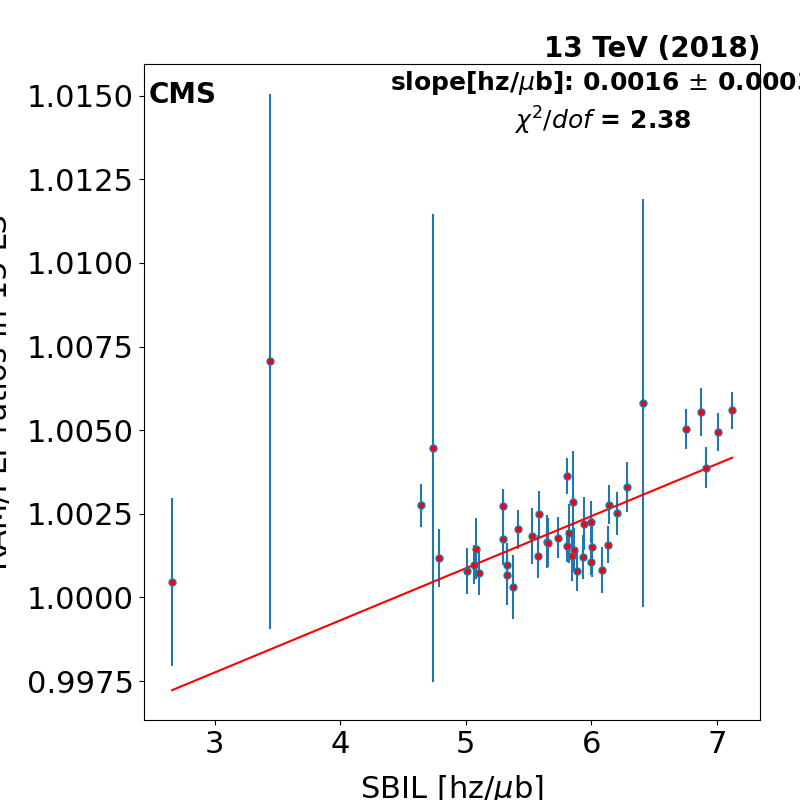 13 TeV (2018)
CMS
slope[hz/μb]: 0.0016 ± 0.0003
χ²/dof = 2.38
1.0150
1.0125
1.0100
1.0075
1.0050
1.0025
1.0000
0.9975
3 4 5 6 7
SBIL [hz/μb]